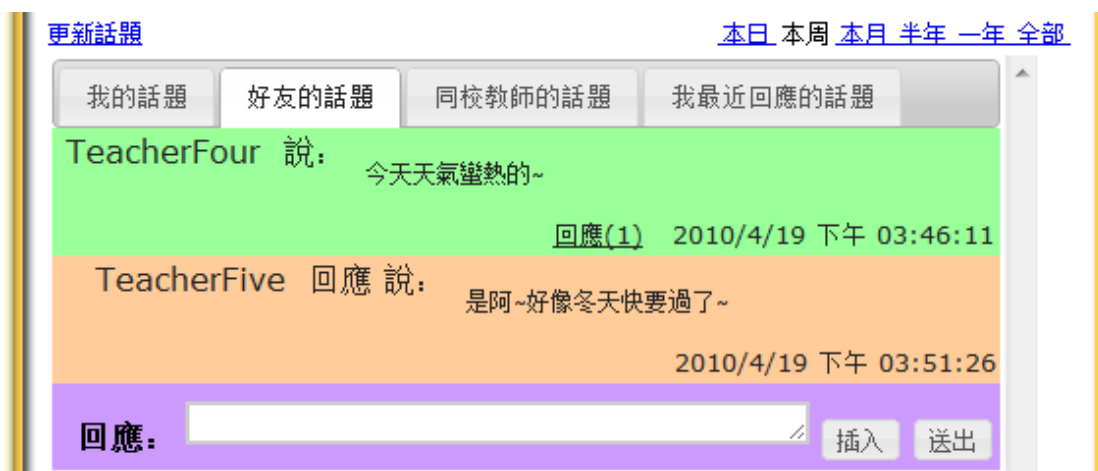 更新話題 本日 本周 本月 半年 一年 全部
我的話題 好友的話題 同校教師的話題 我最近回應的話題
TeacherFour 說：
今天天氣蠻熱的~
回應(1) 2010/4/19 下午 03:46:11
TeacherFive 回應 說：
是阿~好像冬天快要過了~
2010/4/19 下午 03:51:26
回應： 插入 送出